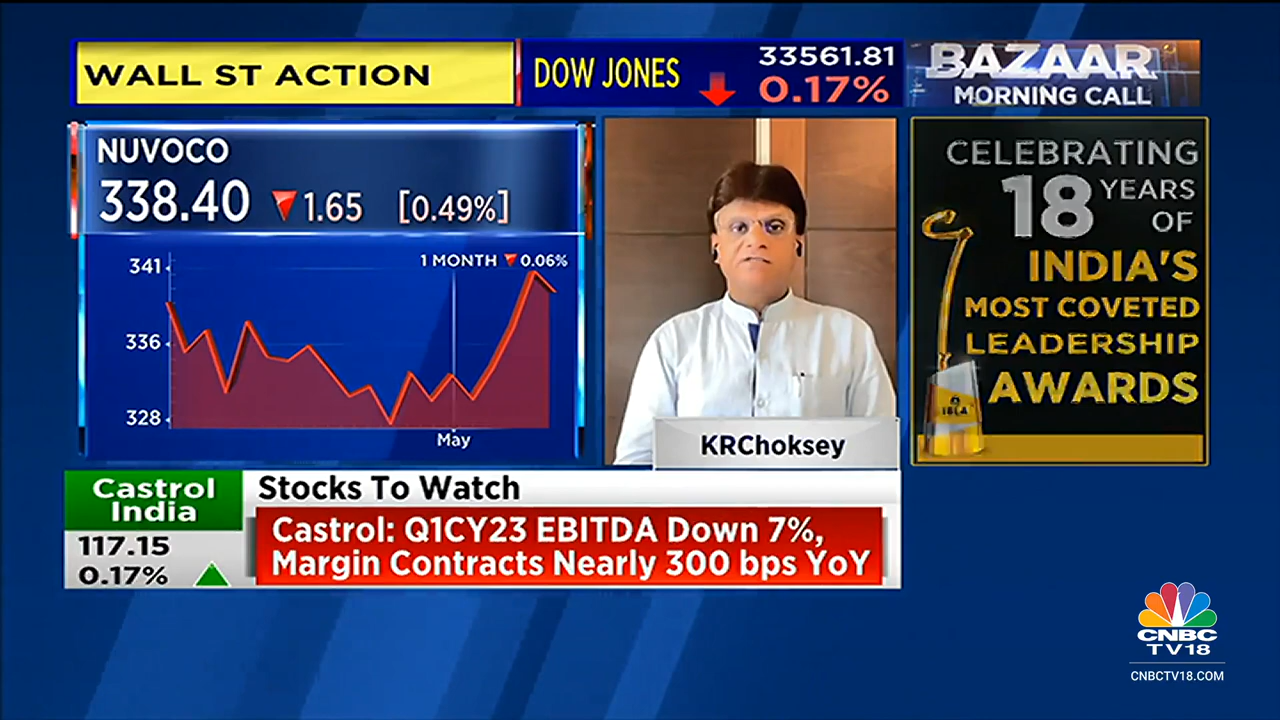 WALL ST ACTION
DOW JONES
33561.81
0.17%
BAZAAR
MORNING CALL
NUVOCO
338.40 1.65 [0.49%]
1 MONTH 0.06%
341
336
328
May
KRChoksey
CELEBRATING
18 YEARS
OF
INDIA'S
MOST COVETED
LEADERSHIP
AWARDS
IBLA
Castrol
India
117.15
0.17%
Stocks To Watch
Castrol: Q1CY23 EBITDA Down 7%,
Margin Contracts Nearly 300 bps YoY
CNBC
TV18
CNBCTV18.COM